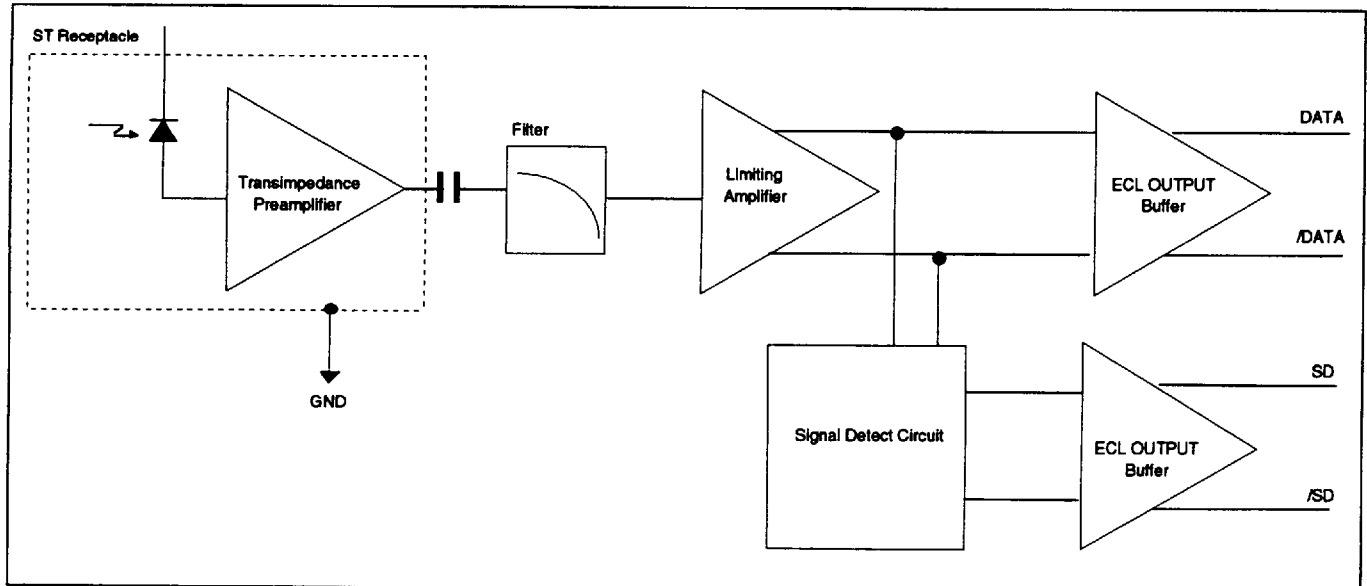 ST Receptacle
Transimpedance
Preamplifier
GND
Filter
Limiting
Amplifier
ECL OUTPUT
Buffer
DATA
/DATA
Signal Detect Circuit
ECL OUTPUT
Buffer
SD
/SD